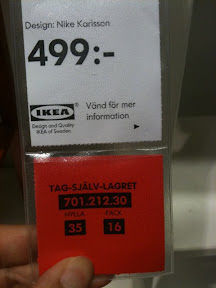 Design: Nike Karlsson
499:-
IKEA
Design and Quality
IKEA of Sweden
Vänd för mer
information
TAG-SJÄLV-LAGRET
701.212.30
HYLLA FACK
35 16